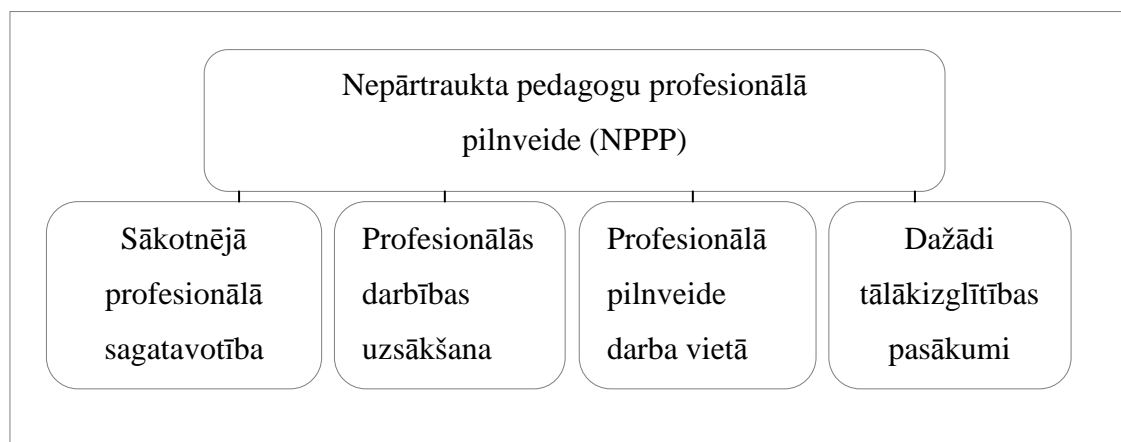 Nepārtraukta pedagogu profesionālā
pilnveide (NPPP)
Sākotnējā
profesionālā
sagatavotība
Profesionālās
darbības
uzsākšana
Profesionālā
pilnveide
darba vietā
Dažādi
tālākizglītības
pasākumi